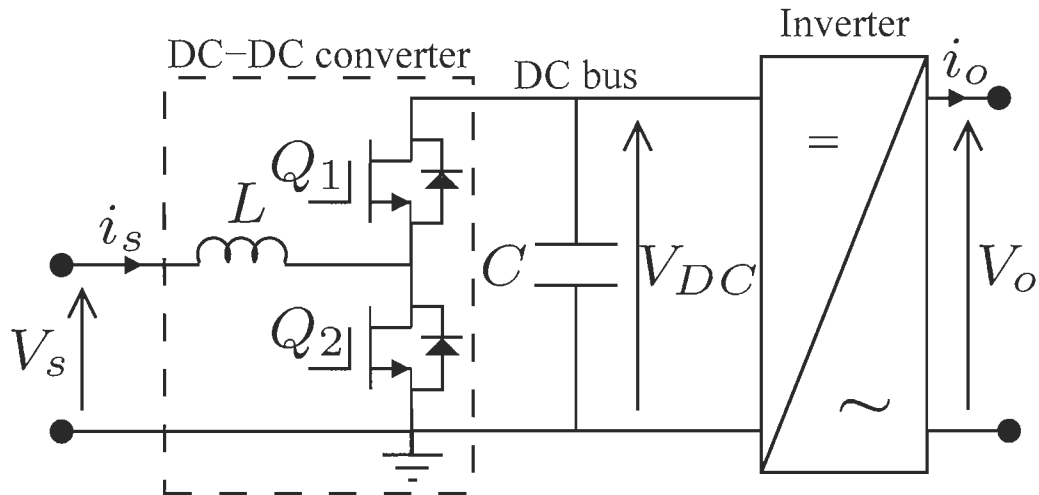 Inverter
DC−DC converter
DC bus
i_o
Q_1
=
L
i_s
C
V_DC
V_o
V_s
Q_2
~